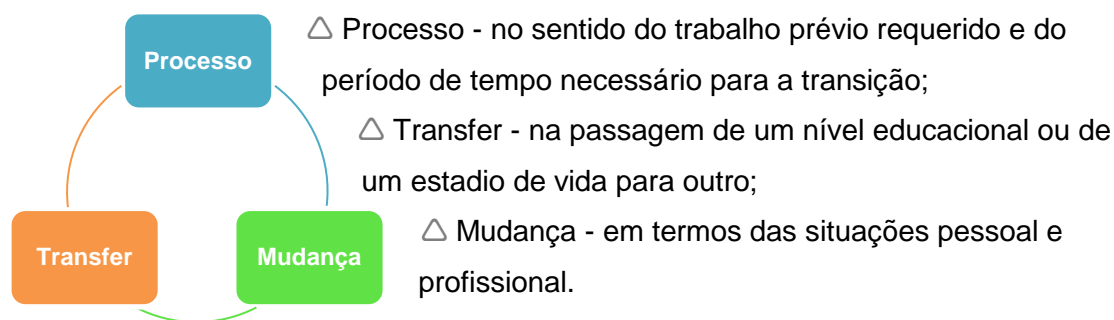 Processo
Transfer
Mudança
△ Processo - no sentido do trabalho prévio requerido e do
período de tempo necessário para a transição;
△ Transfer - na passagem de um nível educacional ou de
um estadio de vida para outro;
△ Mudança - em termos das situações pessoal e
profissional.